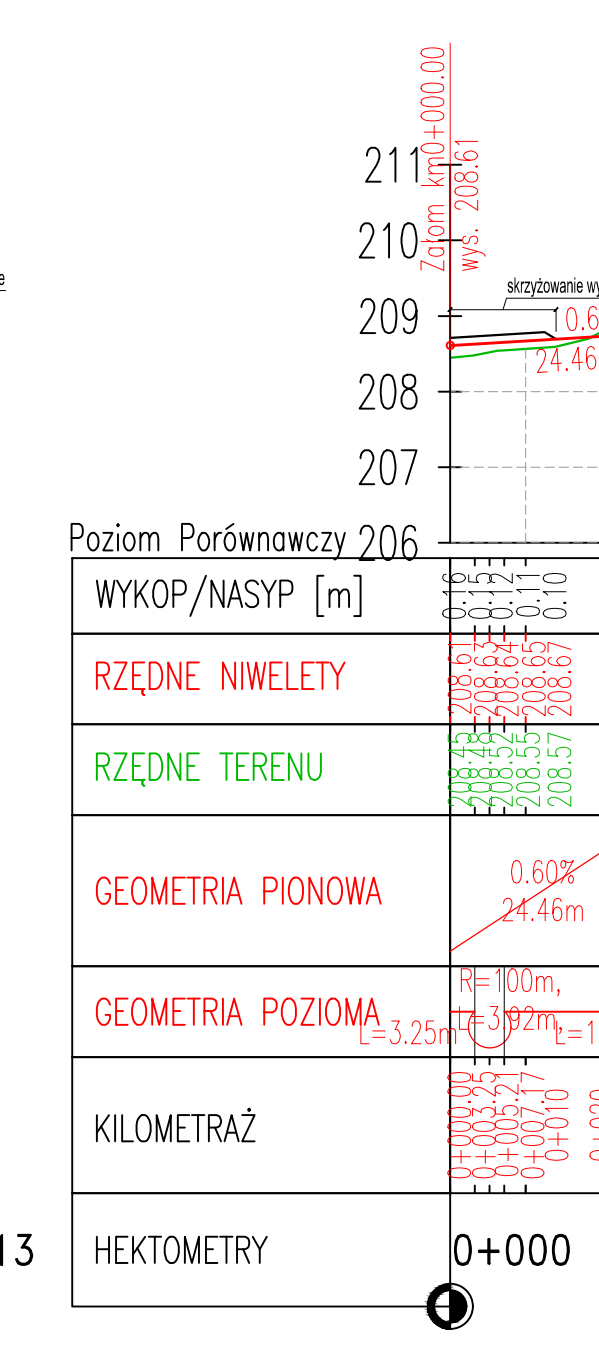 Załom km0+000.00
wys. 208.61
211
210
209
208
207
Poziom Porównawczy 206
skrzyżowanie
0.6
24.46
WYKOP/NASYP [m]
0.16
0.15
0.12
0.12
0.11
0.10
RZĘDNE NIWELETY
208.61
208.63
208.63
208.64
208.65
208.67
RZĘDNE TERENU
208.45
208.48
208.52
208.55
208.57
GEOMETRIA PIONOWA
0.60%
24.46m
GEOMETRIA POZIOMA
R=100m,
L=3.25m
L=3.92m,
L=1
KILOMETRAŻ
0+000.00
0+003.25
0+005.21
0+007.17
0+010
HEKTOMETRY
0+000
13